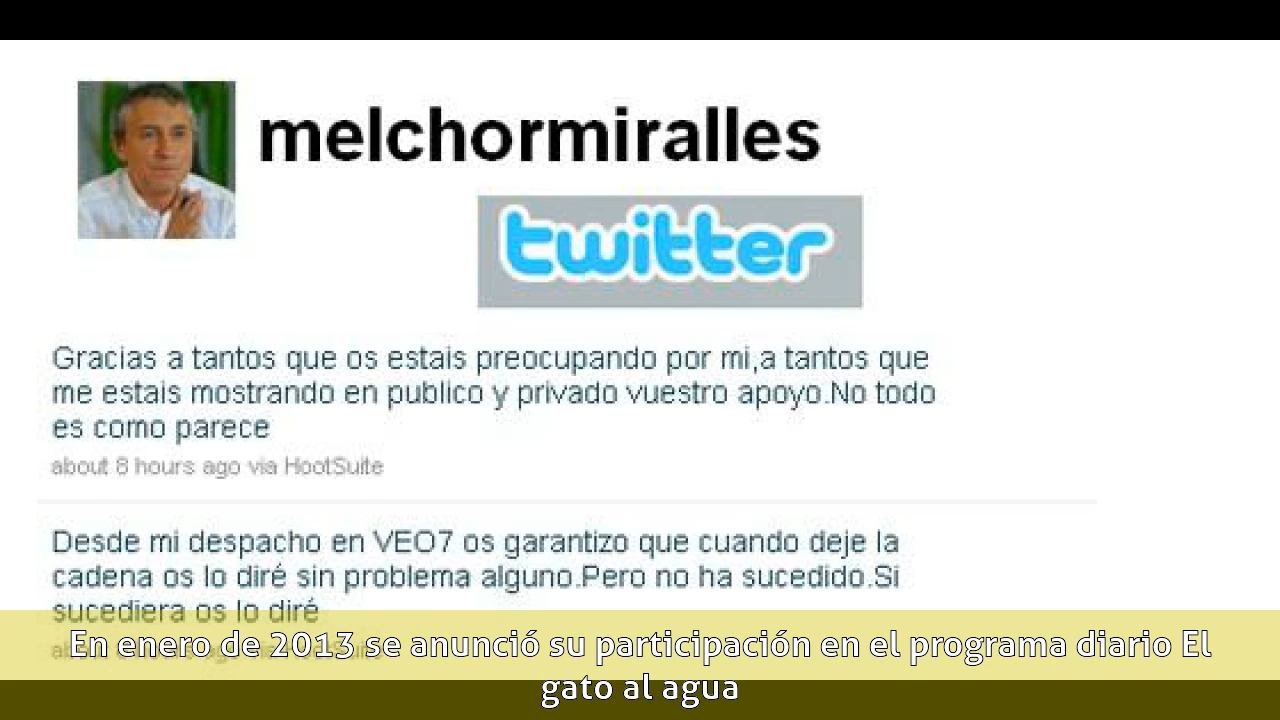 melchormiralles
twitter
Gracias a tantos que os estais preocupando por mi,a tantos que
me estais mostrando en publico y privado vuestro apoyo.No todo
es como parece
about 8 hours ago via HootSuite
Desde mi despacho en VEO7 os garantizo que cuando deje la
cadena os lo diré sin problema alguno.Pero no ha sucedido.Si
sucediera os lo diré
En enero de 2013 se anunció su participación en el programa diario El
gato al agua